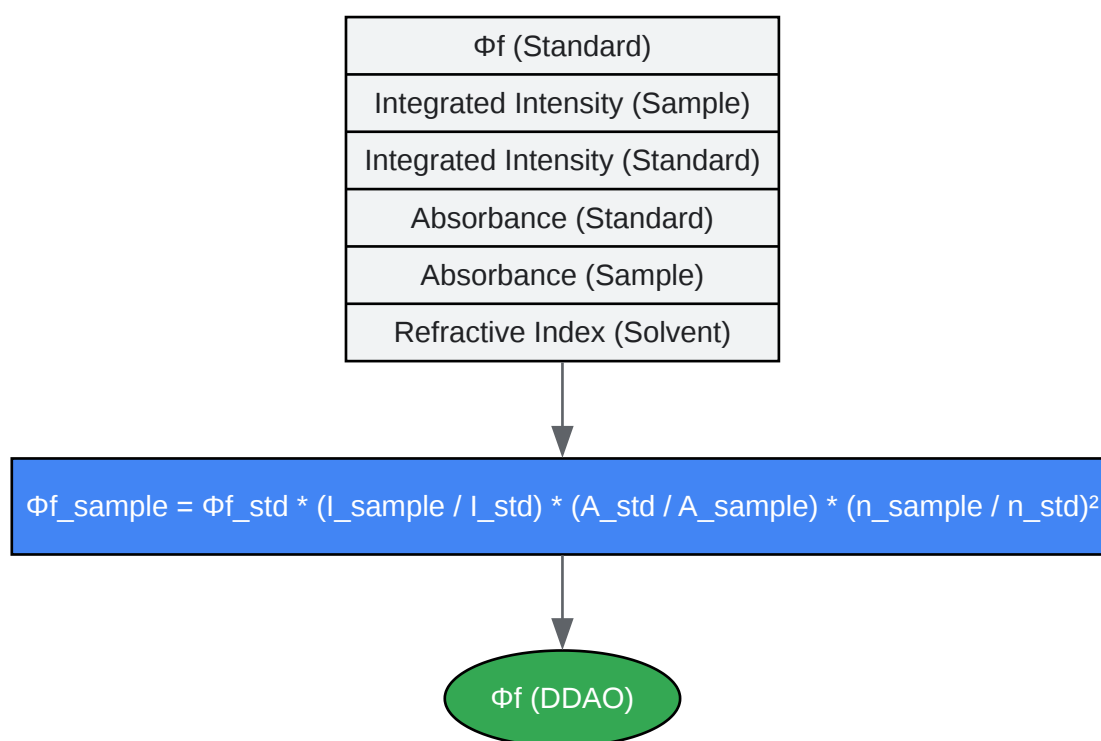 Φf (Standard)
Integrated Intensity (Sample)
Integrated Intensity (Standard)
Absorbance (Standard)
Absorbance (Sample)
Refractive Index (Solvent)
Φf_sample = Φf_std * (I_sample / I_std) * (A_std / A_sample) * (n_sample / n_std)²
Φf (DDAO)